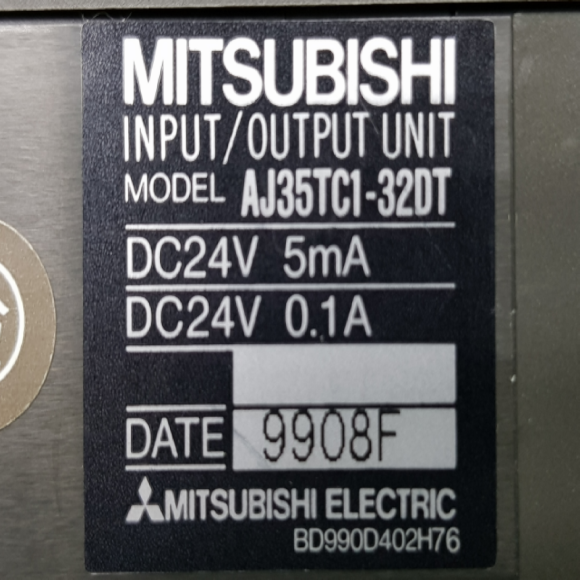 MITSUBISHI
INPUT/OUTPUT UNIT
MODEL AJ35TC1-32DT
DC24V 5mA
DC24V 0.1A
DATE 9908F
MITSUBISHI ELECTRIC
BD990D402H76